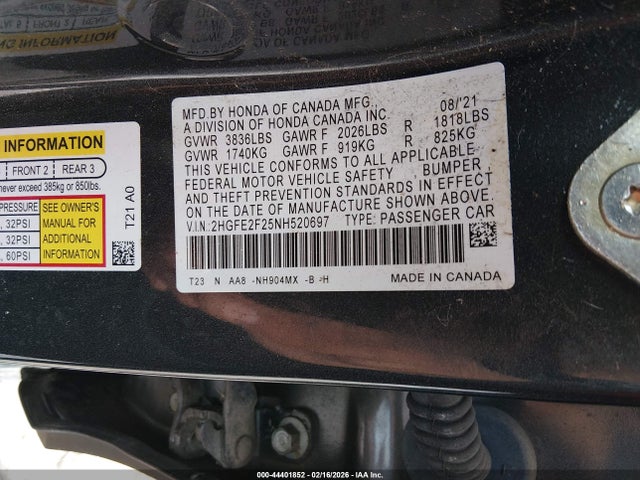 INFORMATION
FRONT 2 REAR 3
never exceed 385kg or 850lbs.
PRESSURE SEE OWNER'S
, 32PSI MANUAL FOR
, 32PSI ADDITIONAL
, 60PSI INFORMATION
T21 A0
MFD.BY HONDA OF CANADA MFG., 08/'21
A DIVISION OF HONDA CANADA INC.
GVWR 3836LBS GAWR F 2026LBS R 1818LBS
GVWR 1740KG GAWR F 919KG R 825KG
THIS VEHICLE CONFORMS TO ALL APPLICABLE
FEDERAL MOTOR VEHICLE SAFETY BUMPER
AND THEFT PREVENTION STANDARDS IN EFFECT
ON THE DATE OF MANUFACTURE SHOWN ABOVE.
V.I.N: 2HGFE2F25NH520697 TYPE: PASSENGER CAR
T23 N AA8 -NH904MX -B
MADE IN CANADA
000-44401852 - 02/16/2026 - IAA Inc.